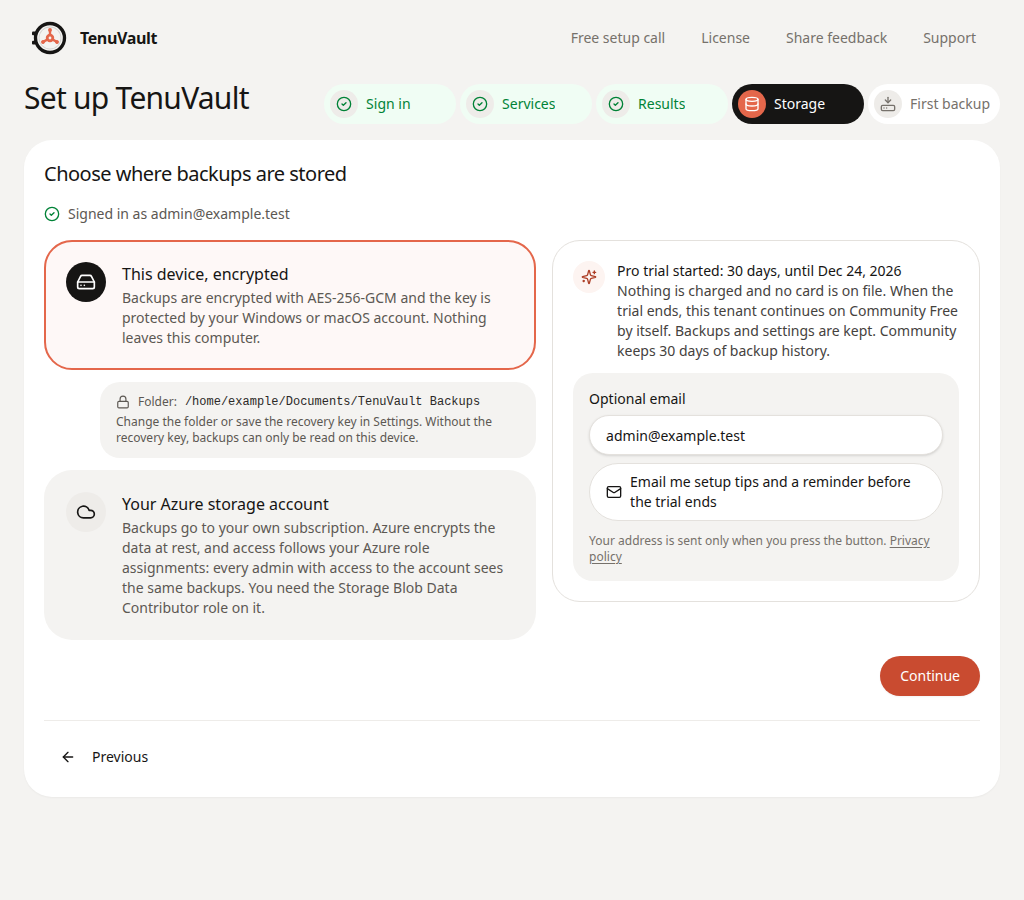 TenuVault
Free setup call
License
Share feedback
Support
Set up TenuVault
Sign in
Services
Results
Storage
First backup
Choose where backups are stored
Signed in as admin@example.test
This device, encrypted
Backups are encrypted with AES-256-GCM and the key is
protected by your Windows or macOS account. Nothing
leaves this computer.
Folder: /home/example/Documents/TenuVault Backups
Change the folder or save the recovery key in Settings. Without the
recovery key, backups can only be read on this device.
Your Azure storage account
Backups go to your own subscription. Azure encrypts the
data at rest, and access follows your Azure role
assignments: every admin with access to the account sees
the same backups. You need the Storage Blob Data
Contributor role on it.
Pro trial started: 30 days, until Dec 24, 2026
Nothing is charged and no card is on file. When the
trial ends, this tenant continues on Community Free
by itself. Backups and settings are kept. Community
keeps 30 days of backup history.
Optional email
admin@example.test
Email me setup tips and a reminder before
the trial ends
Your address is sent only when you press the button. Privacy
policy
Continue
Previous